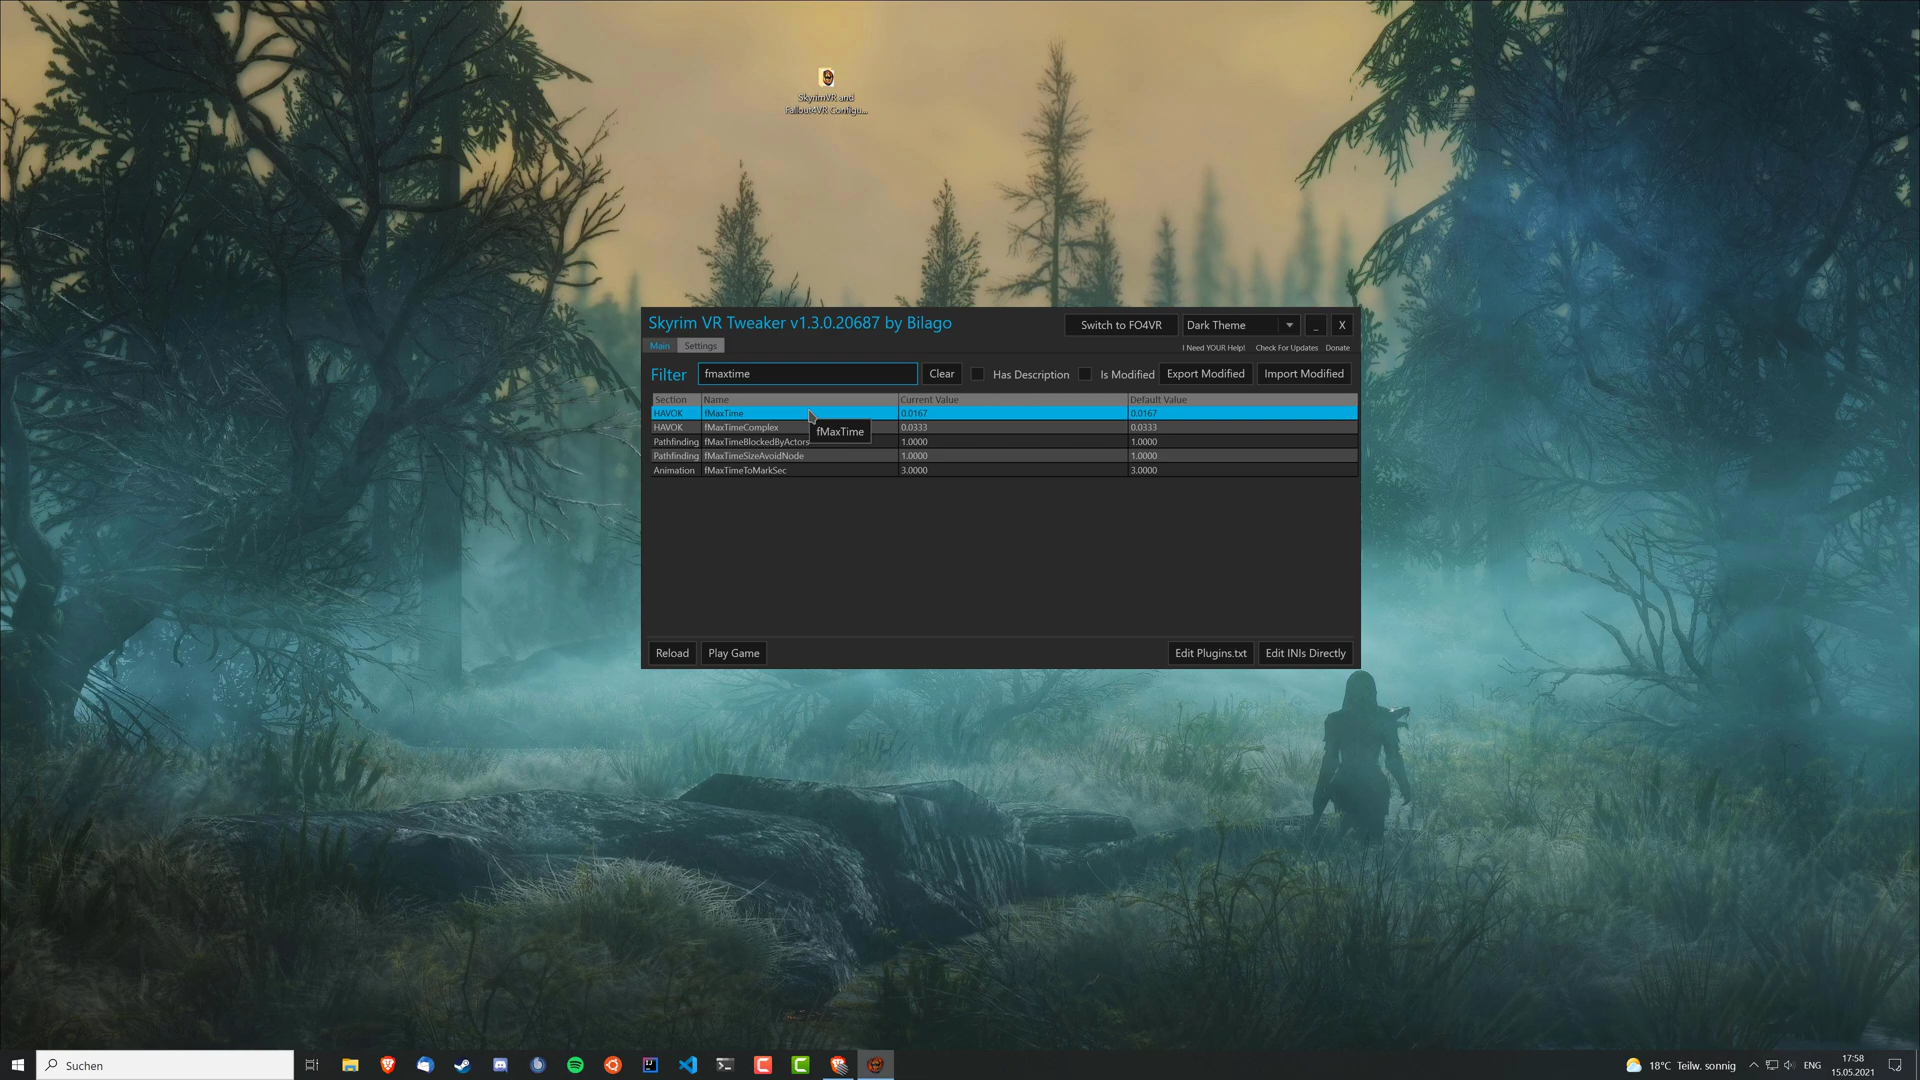 SkyrimVR and
Fallout4VR Configu...
Skyrim VR Tweaker v1.3.0.20687 by Bilago
Switch to FO4VR
Dark Theme
_
X
Main
Settings
I Need YOUR Help!
Check For Updates
Donate
Filter
fmaxtime
Clear
Has Description
Is Modified
Export Modified
Import Modified
Section Name Current Value Default Value
HAVOK fMaxTime 0.0167 0.0167
HAVOK fMaxTimeComplex 0.0333 0.0333
fMaxTime
Pathfinding fMaxTimeBlockedByActors 1.0000 1.0000
Pathfinding fMaxTimeSizeAvoidNode 1.0000 1.0000
Animation fMaxTimeToMarkSec 3.0000 3.0000
Reload
Play Game
Edit Plugins.txt
Edit INIs Directly
Suchen
18°C Teilw. sonnig
ENG
17:58
15.05.2021